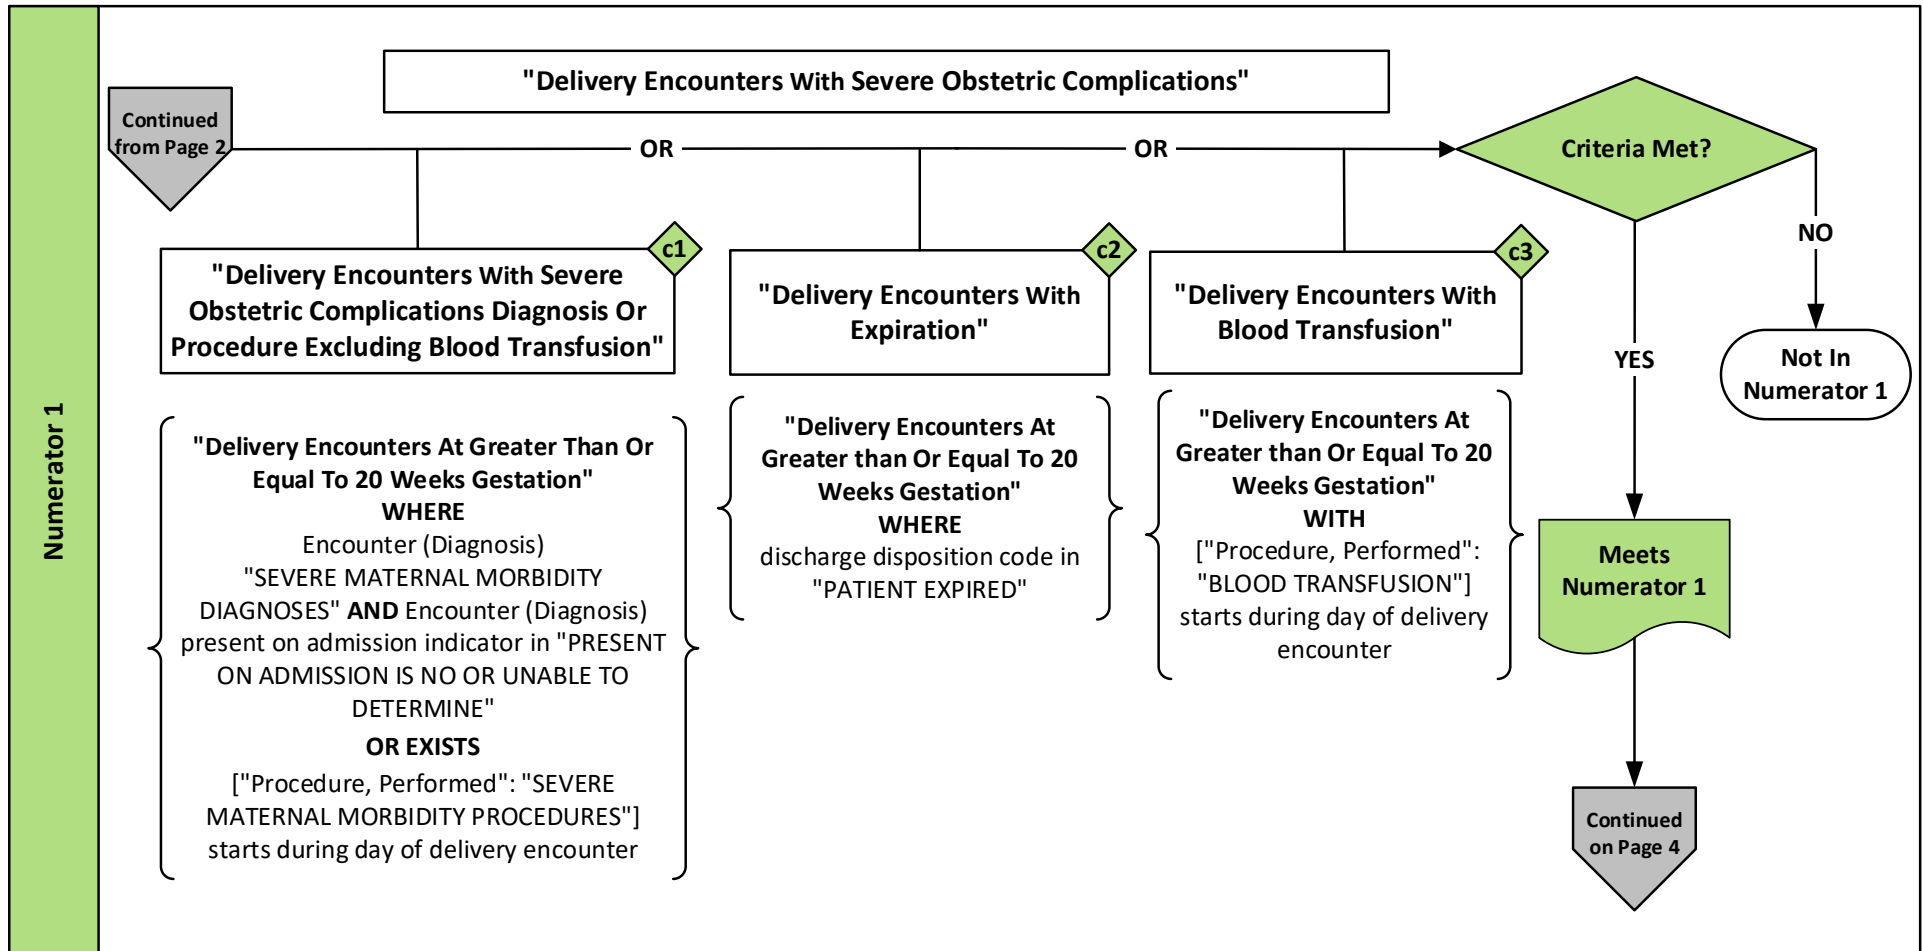 Numerator 1
"Delivery Encounters With Severe Obstetric Complications"
Continued
from Page 2
OR
OR
Criteria Met?
NO
YES
Not In
Numerator 1
c1
"Delivery Encounters With Severe
Obstetric Complications Diagnosis Or
Procedure Excluding Blood Transfusion"
c2
"Delivery Encounters With
Expiration"
c3
"Delivery Encounters With
Blood Transfusion"
"Delivery Encounters At Greater Than Or
Equal To 20 Weeks Gestation"
WHERE
Encounter (Diagnosis)
"SEVERE MATERNAL MORBIDITY
DIAGNOSES" AND Encounter (Diagnosis)
present on admission indicator in "PRESENT
ON ADMISSION IS NO OR UNABLE TO
DETERMINE"
OR EXISTS
["Procedure, Performed": "SEVERE
MATERNAL MORBIDITY PROCEDURES"]
starts during day of delivery encounter
"Delivery Encounters At
Greater than Or Equal To 20
Weeks Gestation"
WHERE
discharge disposition code in
"PATIENT EXPIRED"
"Delivery Encounters At
Greater than Or Equal To 20
Weeks Gestation"
WITH
["Procedure, Performed":
"BLOOD TRANSFUSION"]
starts during day of delivery
encounter
Meets
Numerator 1
Continued
on Page 4